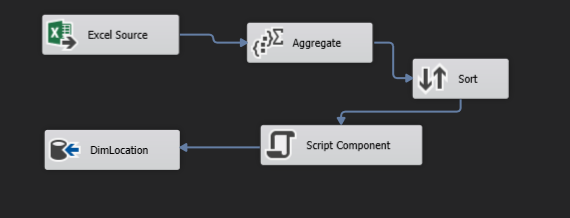 Excel Source
Aggregate
Sort
Script Component
DimLocation